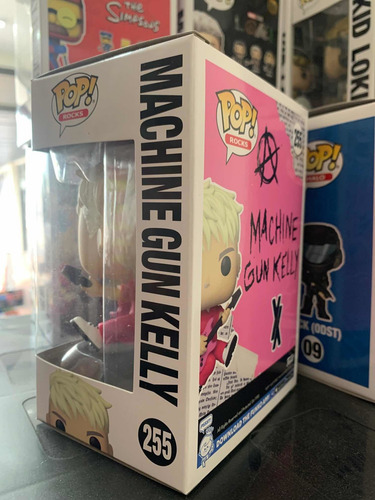 THE
SIMPSONS
KID LOKI
POP!
ROCKS
MACHINE GUN KELLY
255
POP!
ROCKS
255
MACHINE
GUN KELLY
X
DOWNLOAD THE FUNKO APP
POP!
(ODST)
09